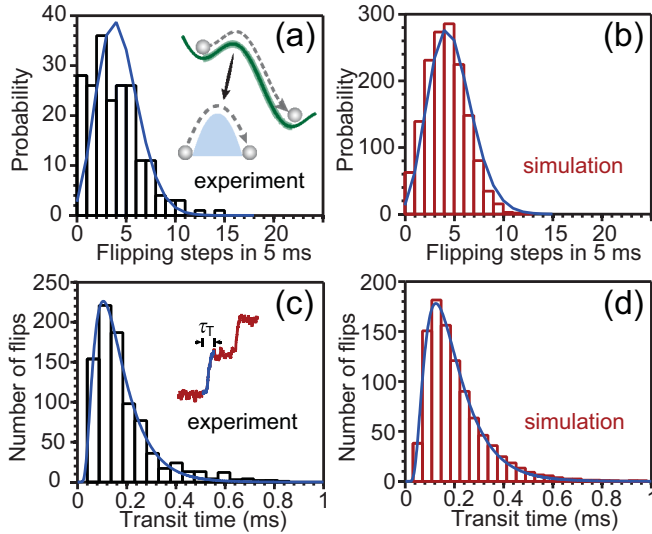 (a)
Probability
40
30
20
10
0
experiment
0 5 10 15 20
Flipping steps in 5 ms
(b)
Probability
300
200
100
0
simulation
0 5 10 15 20
Flipping steps in 5 ms
(c)
Number of flips
250
200
150
100
50
0
τT
experiment
0 0.2 0.4 0.6 0.8 1
Transit time (ms)
(d)
Number of flips
200
150
100
50
0
simulation
0 0.2 0.4 0.6 0.8 1
Transit time (ms)